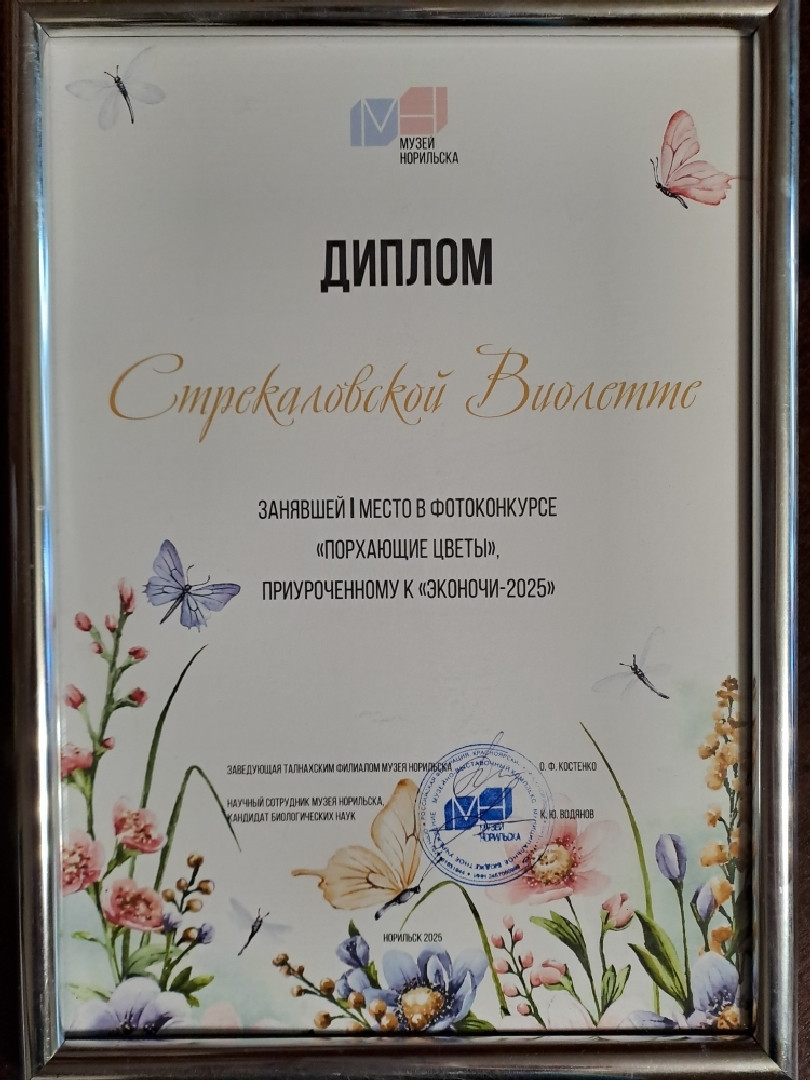 МУЗЕЙ
НОРИЛЬСКА
ДИПЛОМ
Стрекаловской Виолетте
ЗАНЯВШЕЙ I МЕСТО В ФОТОКОНКУРСЕ
«ПОРХАЮЩИЕ ЦВЕТЫ»,
ПРИУРОЧЕННОМУ К «ЭКОНОЧИ-2025»
ЗАВЕДУЮЩАЯ ТАЛНАХСКИМ ФИЛИАЛОМ МУЗЕЯ НОРИЛЬСКА О. Ф. КОСТЕНКО
НАУЧНЫЙ СОТРУДНИК МУЗЕЯ НОРИЛЬСКА,
КАНДИДАТ БИОЛОГИЧЕСКИХ НАУК К. Ю. ВОДЯНОВ
МУЗЕЙ
НОРИЛЬСКА
НОРИЛЬСК 2025